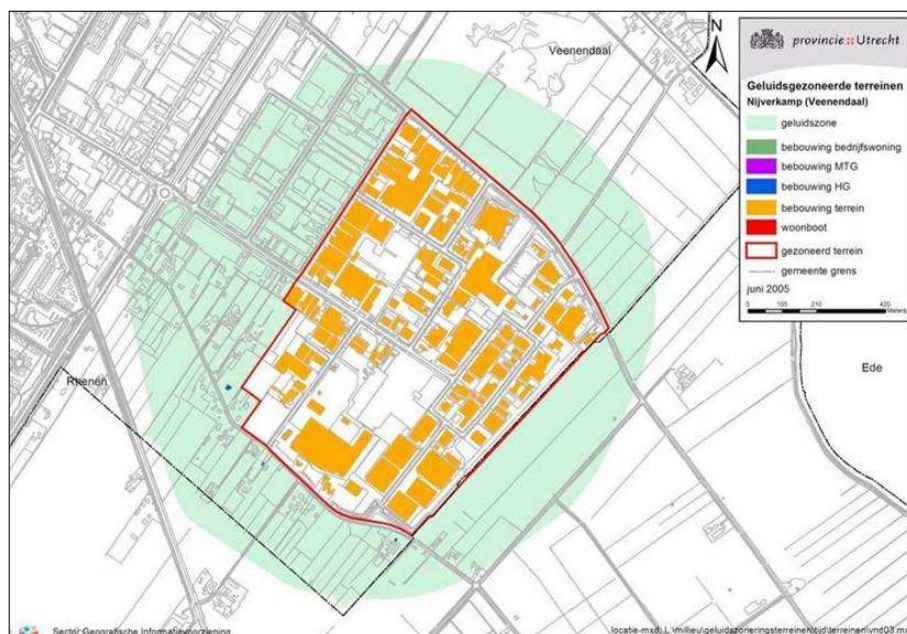 Veenendaal
N
provincie :: Utrecht
Geluidsgezoneerde terreinen
Nijverkamp (Veenendaal)
geluidszone
bebouwing bedrijfswoning
bebouwing MTG
bebouwing HG
bebouwing terrein
woonboot
gezoneerd terrein
gemeente grens
juni 2005
0 105 210 420
Meters
Rhenen
Ede
Sector Geografische Informatievoorziening